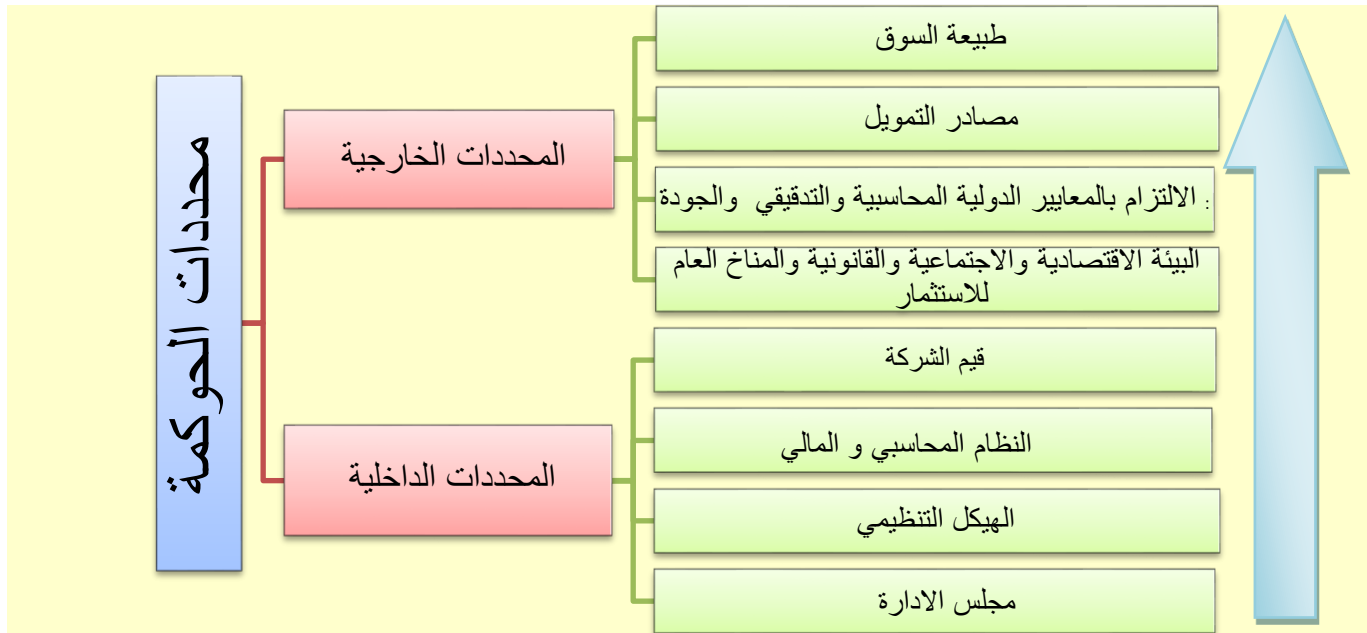 محددات الحوكمة
المحددات الخارجية
طبيعة السوق
مصادر التمويل
: الالتزام بالمعايير الدولية المحاسبية والتدقيقي والجودة
البيئة الاقتصادية والاجتماعية والقانونية والمناخ العام
للاستثمار
المحددات الداخلية
قيم الشركة
النظام المحاسبي و المالي
الهيكل التنظيمي
مجلس الادارة